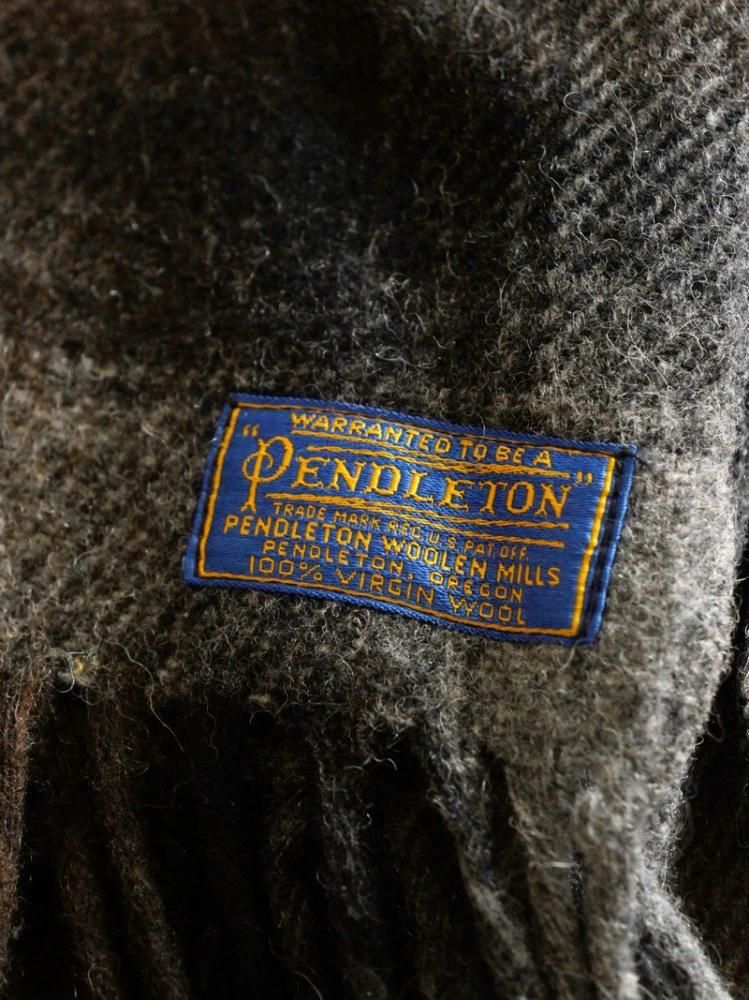 WARRANTED TO BE A
"PENDLETON"
TRADE MARK REG. U.S. PAT. OFF.
PENDLETON WOOLEN MILLS
PENDLETON, OREGON
100% VIRGIN WOOL